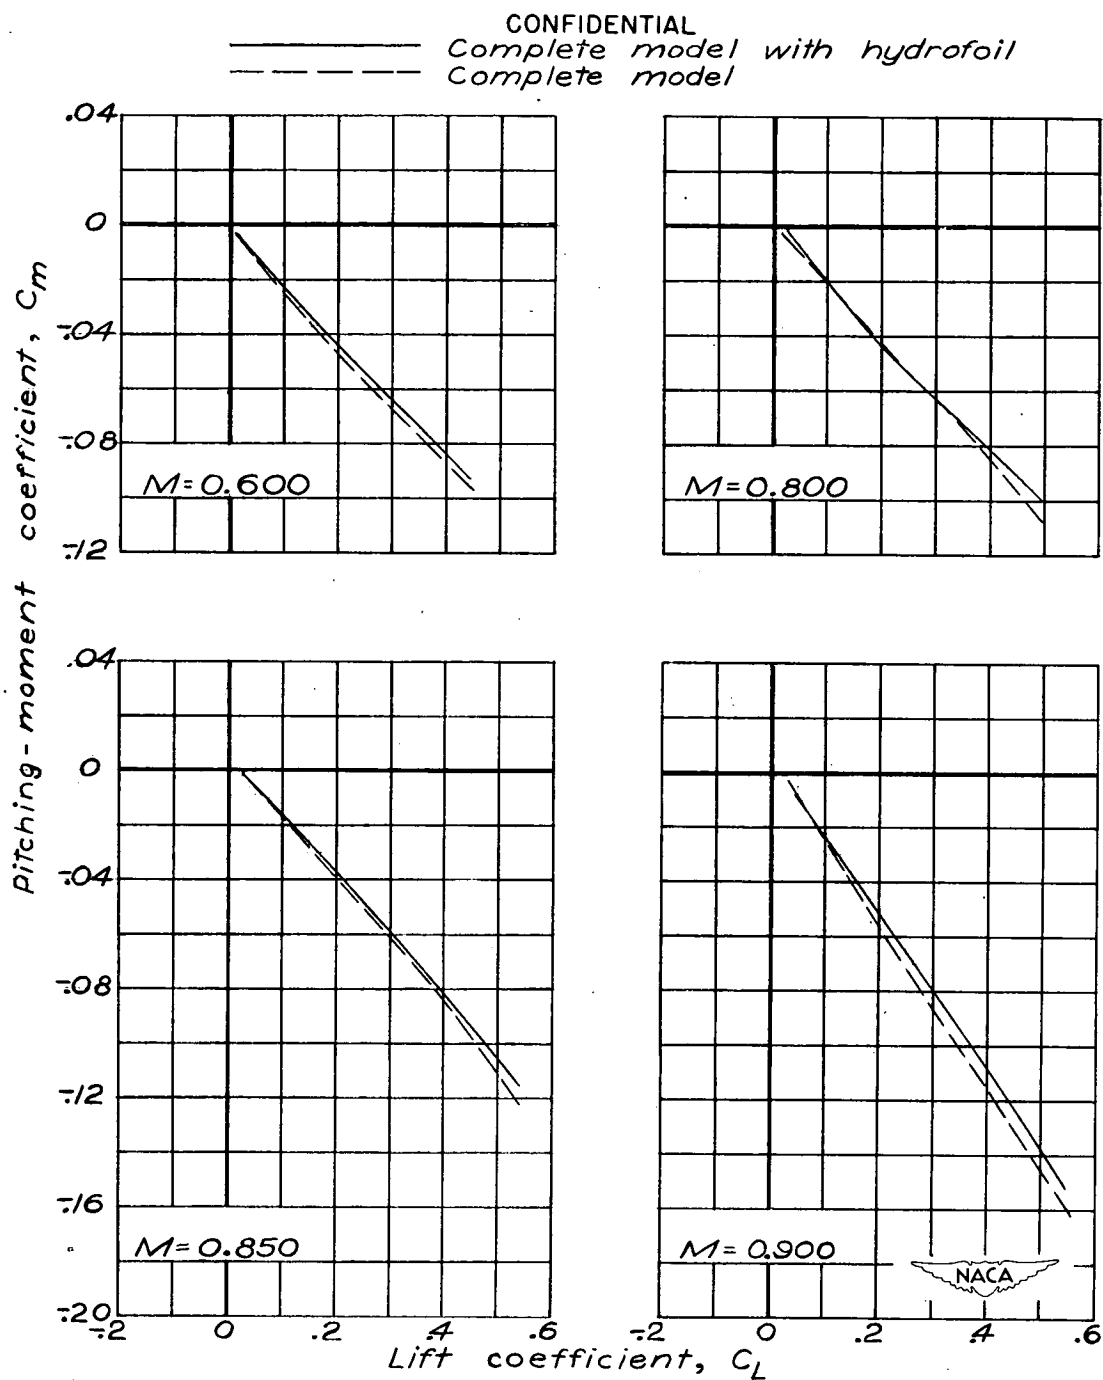 CONFIDENTIAL
Complete model with hydrofoil
Complete model
.04
0
-.04
-.08
-.12
M=0.600
M=0.800
Pitching-moment coefficient, Cm
.04
0
-.04
-.08
-.12
-.16
-.20
M=0.850
M=0.900
NACA
-.2 0 .2 .4 .6
-.2 0 .2 .4 .6
Lift coefficient, CL